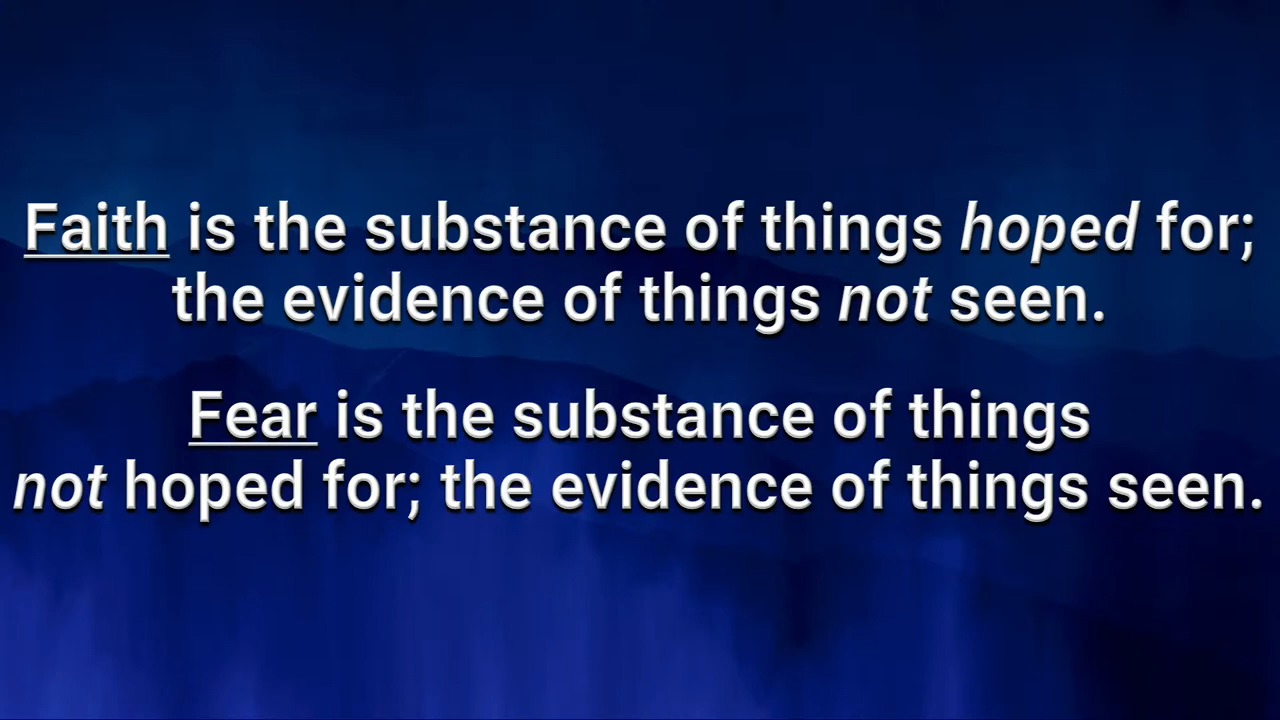 Faith is the substance of things hoped for;
the evidence of things not seen.
Fear is the substance of things
not hoped for; the evidence of things seen.